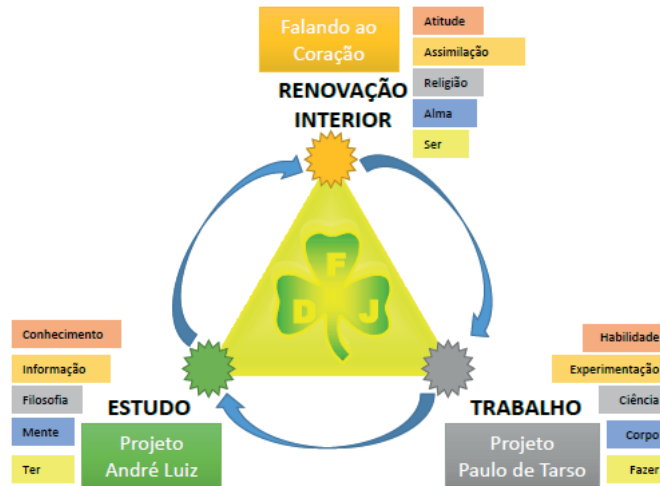 Falando ao
Coração
RENOVAÇÃO
INTERIOR
Atitude
Assimilação
Religião
Alma
Ser
F
D J
Conhecimento
Informação
Filosofia
Mente
Ter
ESTUDO
Projeto
André Luiz
Habilidade
Experimentação
Ciência
Corpo
Fazer
TRABALHO
Projeto
Paulo de Tarso